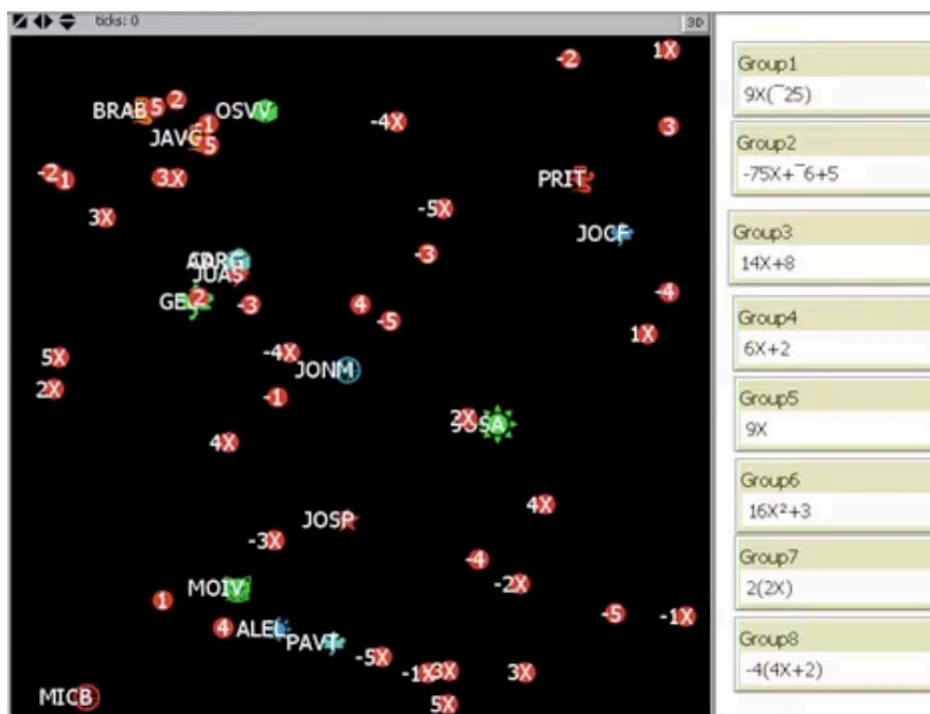 ticks: 0
3D
1X
-2
5
2
BRAB
OSVV
-4X
-1
3
JAVG
5
-2
1
3X
PRIT
-5X
3X
JOCF
-3
JUAS
-4
2
-3
4
-5
1X
-4X
5X
JONM
2X
-1
2X
4X
4X
JOSP
-3X
-4
-2X
MOIV
1
-5
-1X
4
ALEL
PAVT
-5X
-1X
3X
3X
MICB
5X
Group1
9X(¯25)
Group2
-75X+¯6+5
Group3
14X+8
Group4
6X+2
Group5
9X
Group6
16X²+3
Group7
2(2X)
Group8
-4(4X+2)